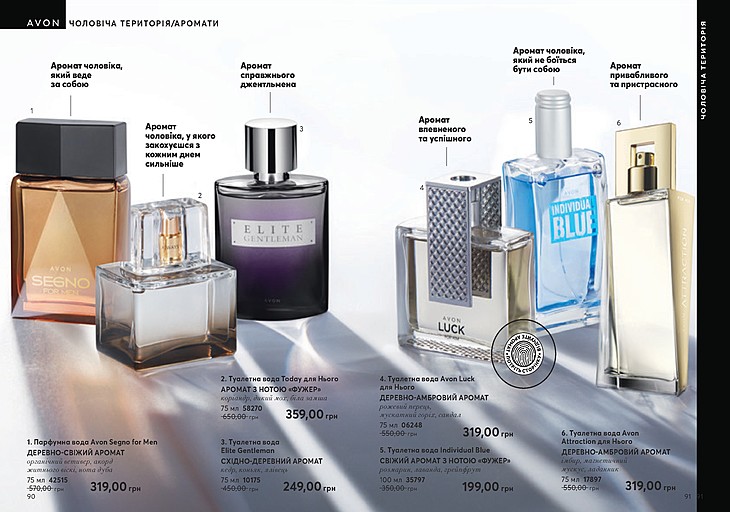 AVON
ЧОЛОВІЧА ТЕРИТОРІЯ/АРОМАТИ
ЧОЛОВІЧА ТЕРИТОРІЯ
Аромат чоловіка,
який веде
за собою
1
Аромат
чоловіка, у якого
закохуєшся з
кожним днем
сильніше
2
Аромат
справжнього
джентльмена
3
Аромат
впевненого
та успішного
4
Аромат чоловіка,
який не боїться
бути собою
5
Аромат
привабливого
та пристрасного
6
AVON
SEGNO
FOR MEN
ELITE
GENTLEMAN
AVON
AVON
LUCK
INDIVIDUAL
BLUE
ATTRACTION
1. Парфумна вода Avon Segno for Men
ДЕРЕВНО-СВІЖИЙ АРОМАТ
органічний ветивер, акорд
житнього віскі, нота дуба
75 мл 42515
570,00 грн 319,00 грн
90
2. Туалетна вода Today для Нього
АРОМАТ З НОТОЮ «ФУЖЕР»
коріандр, дикий мох, біла замша
75 мл 58270
650,00 грн 359,00 грн
3. Туалетна вода
Elite Gentleman
СХІДНО-ДЕРЕВНИЙ АРОМАТ
кедр, коньяк, ялівець
75 мл 10175
450,00 грн 249,00 грн
4. Туалетна вода Avon Luck
для Нього
ДЕРЕВНО-АМБРОВИЙ АРОМАТ
рожевий перець,
мускатний горіх, сандал
75 мл 06248
550,00 грн 319,00 грн
5. Туалетна вода Individual Blue
СВІЖИЙ АРОМАТ З НОТОЮ «ФУЖЕР»
розмарин, лаванда, грейпфрут
100 мл 35797
350,00 грн 199,00 грн
6. Туалетна вода Avon
Attraction для Нього
ДЕРЕВНО-АМБРОВИЙ АРОМАТ
імбир, магнетичний
мускус, ладанник
75 мл 17897
550,00 грн 319,00 грн
91